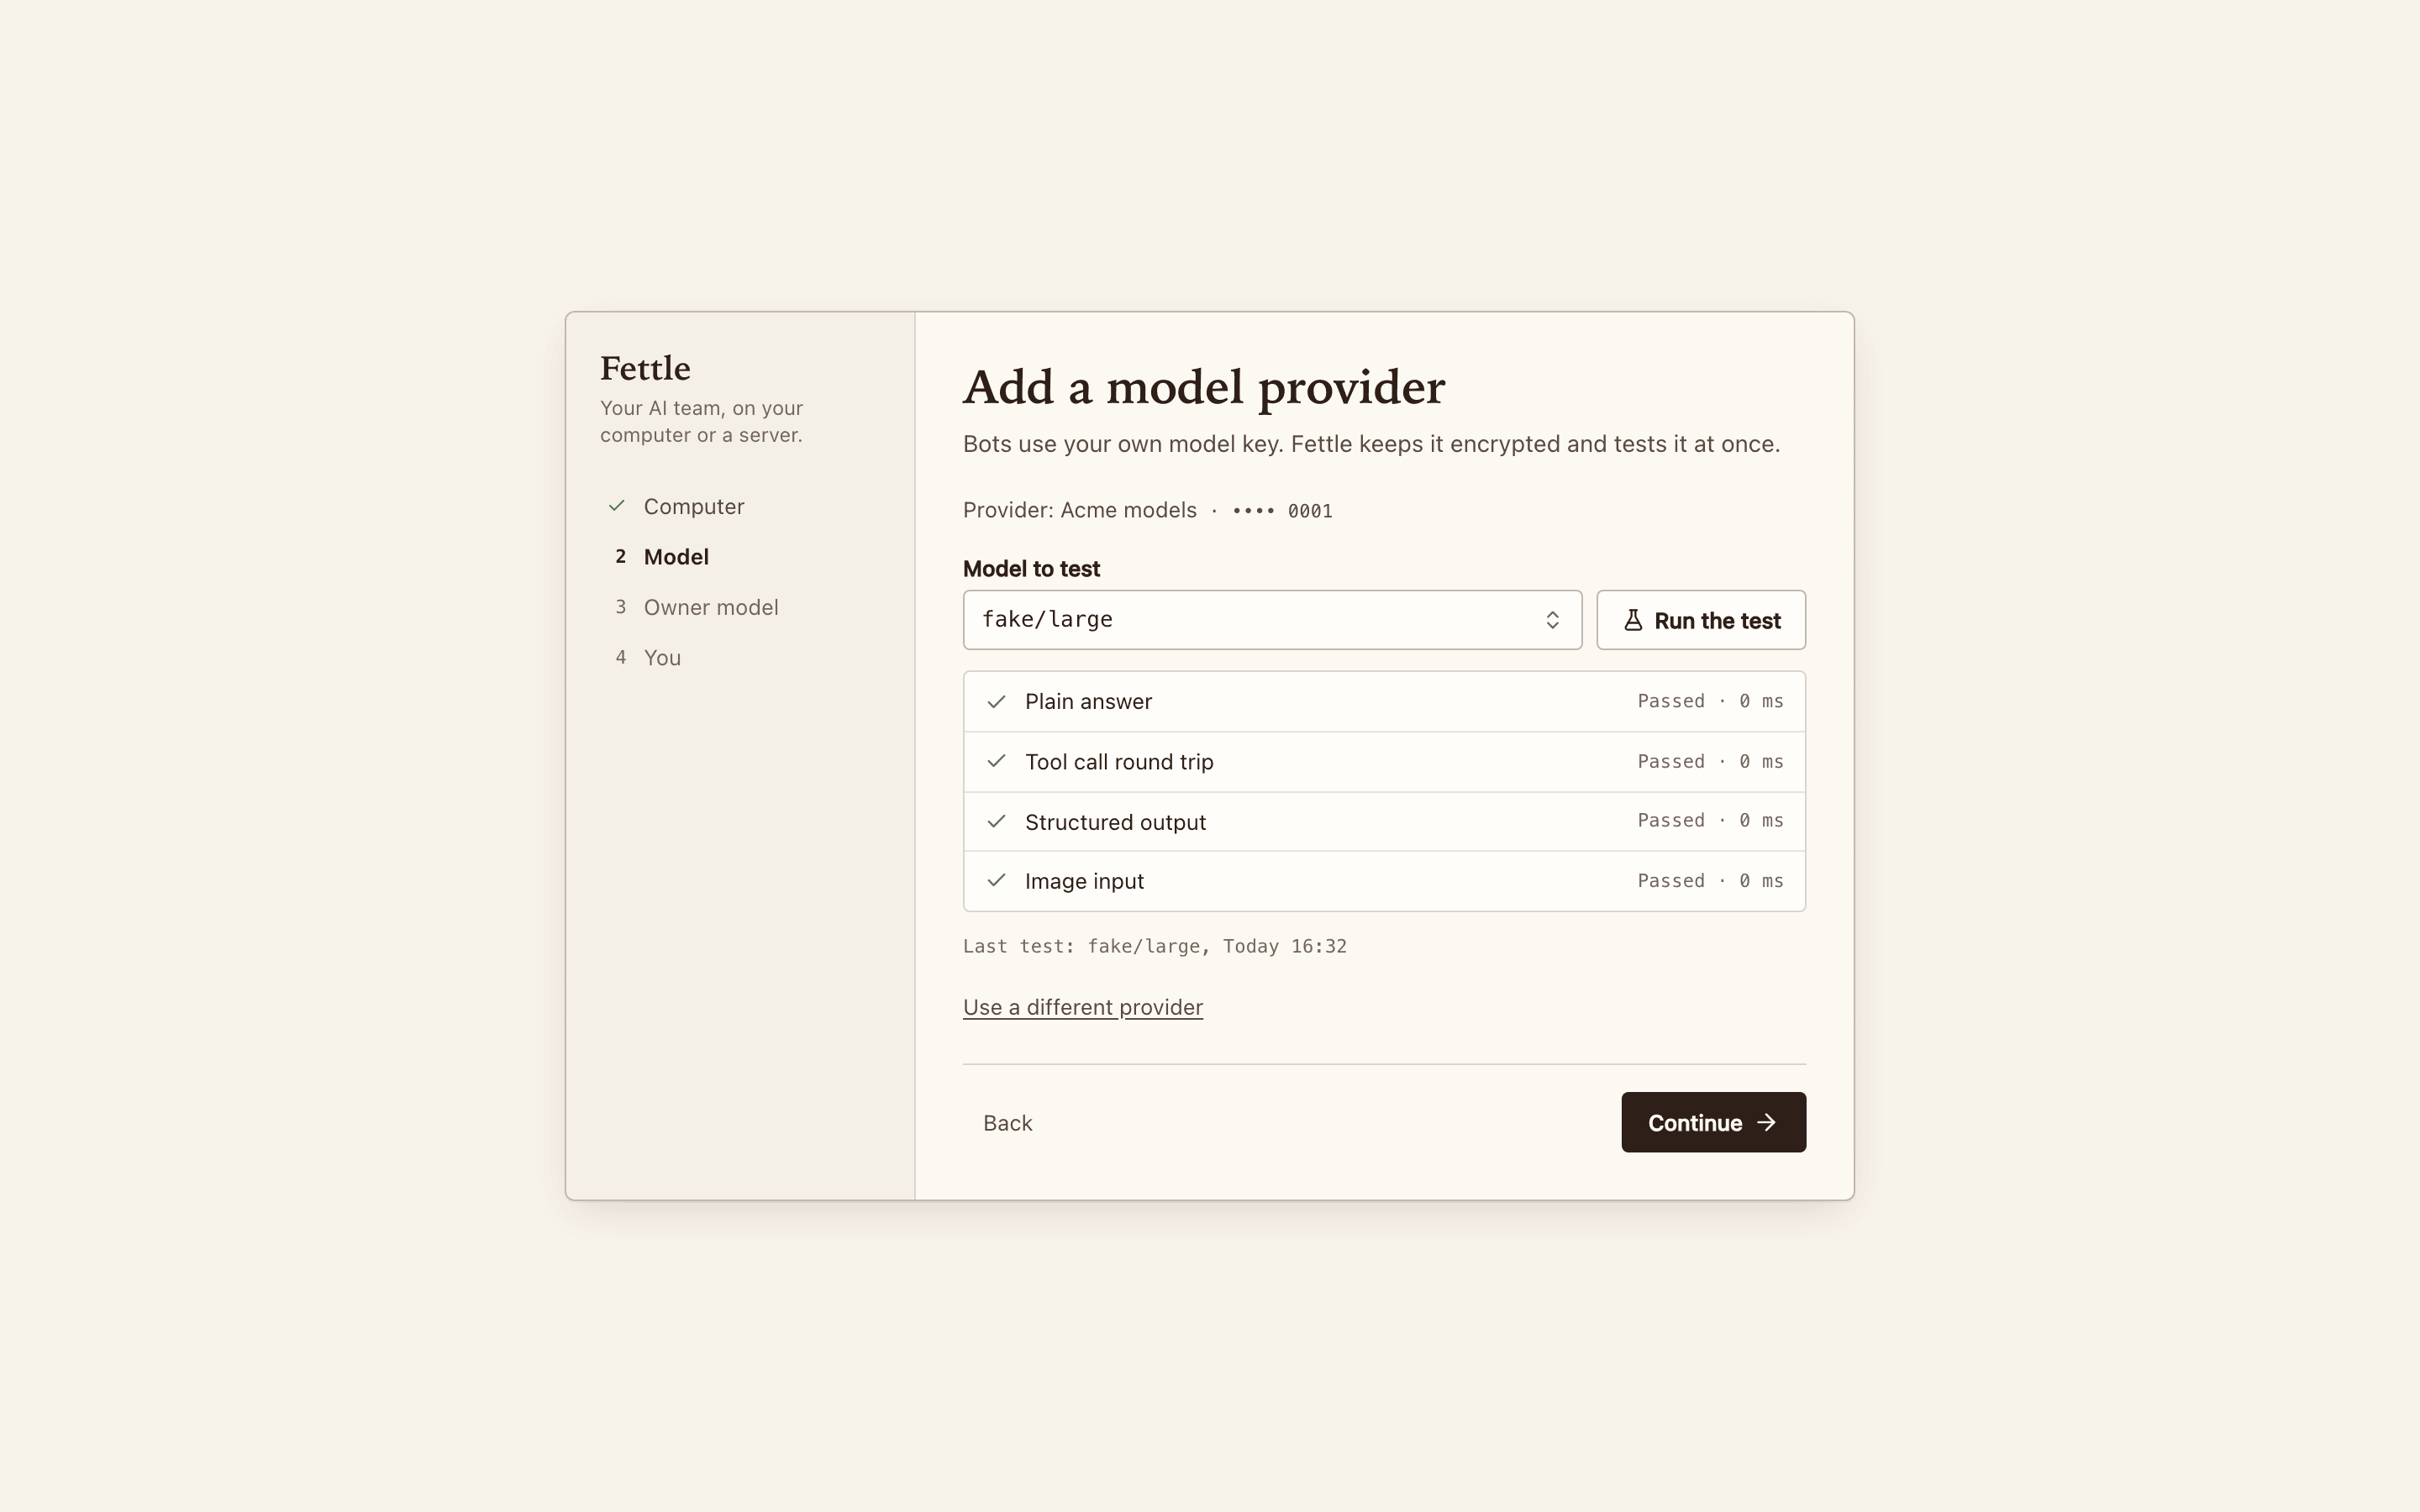 Fettle
Your AI team, on your
computer or a server.
Computer
2 Model
3 Owner model
4 You
Add a model provider
Bots use your own model key. Fettle keeps it encrypted and tests it at once.
Provider: Acme models · •••• 0001
Model to test
fake/large
Run the test
Plain answer Passed · 0 ms
Tool call round trip Passed · 0 ms
Structured output Passed · 0 ms
Image input Passed · 0 ms
Last test: fake/large, Today 16:32
Use a different provider
Back
Continue